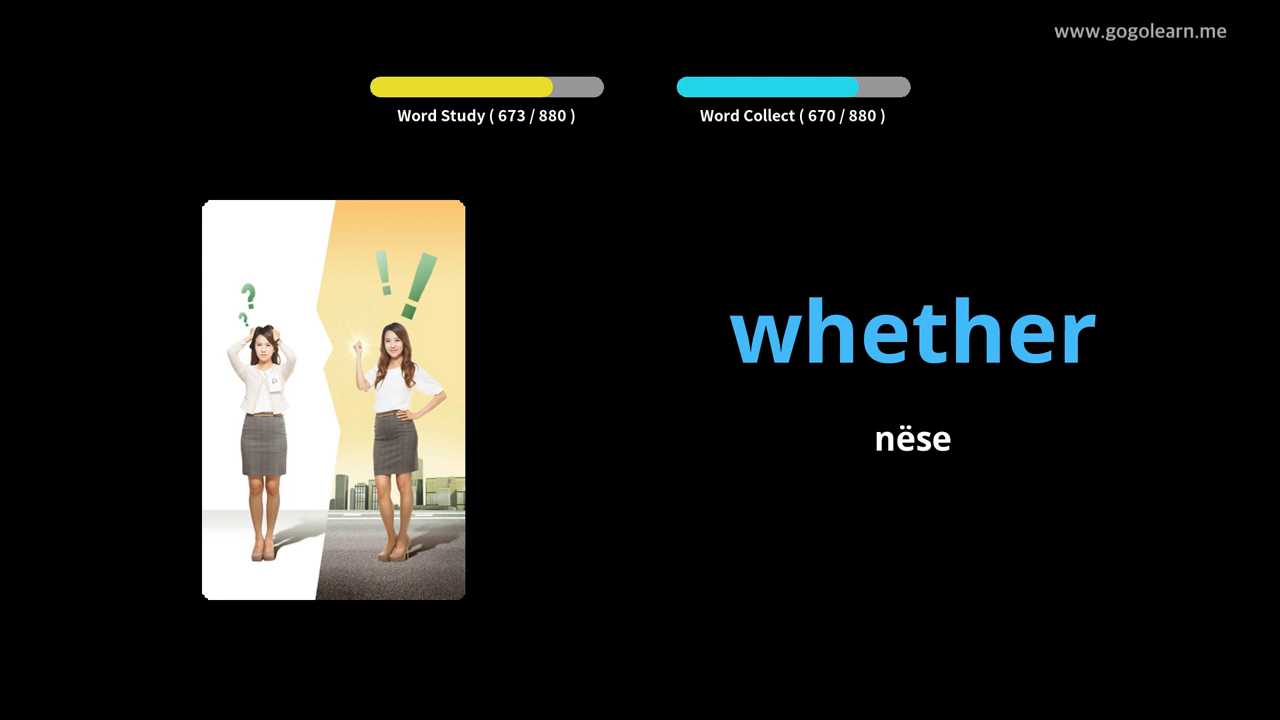 www.gogolearn.me
Word Study ( 673 / 880 )
Word Collect ( 670 / 880 )
? ?
! !
whether
nëse